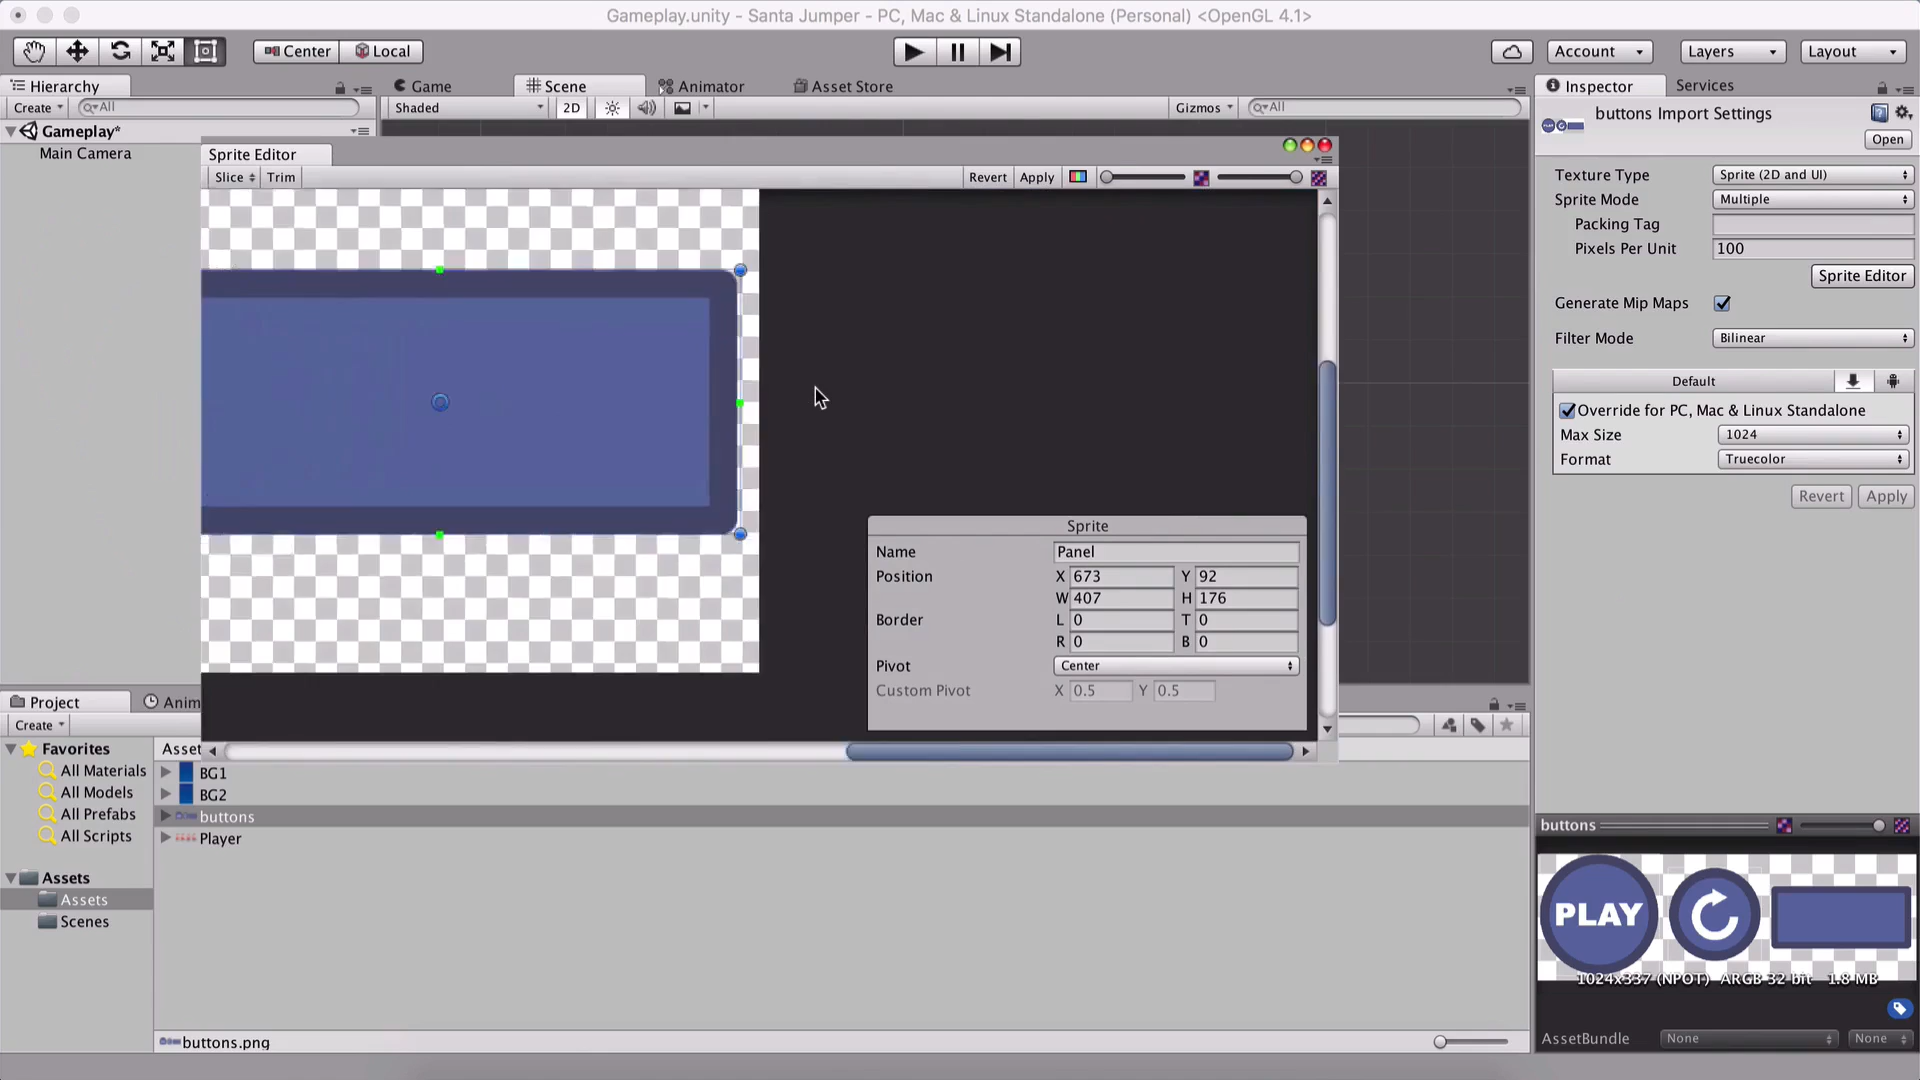 Gameplay.unity - Santa Jumper - PC, Mac & Linux Standalone (Personal) <OpenGL 4.1>
Center Local Account Layers Layout
Hierarchy Game Scene Animator Asset Store Inspector Services
Create All Shaded 2D Gizmos All
Gameplay*
Main Camera
buttons Import Settings
Open
Sprite Editor
Slice Trim Revert Apply
Texture Type Sprite (2D and UI)
Sprite Mode Multiple
Packing Tag
Pixels Per Unit 100
Sprite Editor
Generate Mip Maps
Filter Mode Bilinear
Default
Override for PC, Mac & Linux Standalone
Max Size 1024
Format Truecolor
Revert Apply
Sprite
Name Panel
Position X 673 Y 92
W 407 H 176
Border L 0 T 0
R 0 B 0
Pivot Center
Custom Pivot X 0.5 Y 0.5
Project Anim
Create
Favorites
All Materials
All Models
All Prefabs
All Scripts
Assets
Assets
Scenes
Asset
BG1
BG2
buttons
Player
buttons.png
buttons
PLAY
1024x337 (NPOT) ARGB 32 bit 1.8 MB
AssetBundle None None